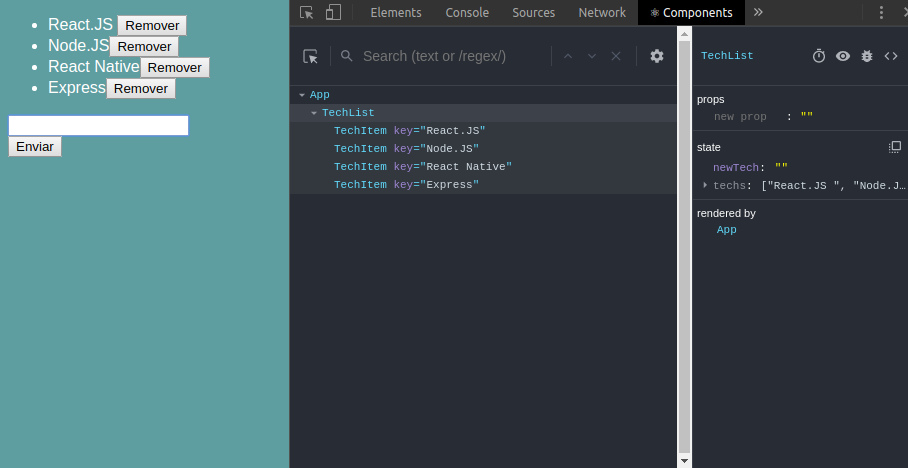 React.JS Remover
Node.JS Remover
React Native Remover
Express Remover
Enviar
Elements Console Sources Network ⚛ Components »
Search (text or /regex/)
App
TechList
TechItem key="React.JS"
TechItem key="Node.JS"
TechItem key="React Native"
TechItem key="Express"
TechList
props
new prop : ""
state
newTech: ""
techs: ["React.JS ", "Node.J…
rendered by
App